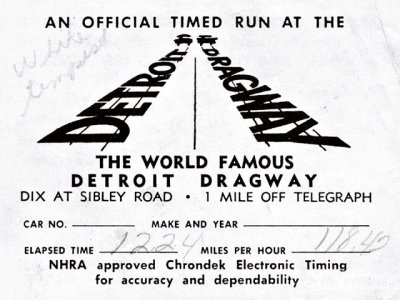 AN OFFICIAL TIMED RUN AT THE
White
tempest
DETROIT DRAGWAY
THE WORLD FAMOUS
DETROIT DRAGWAY
DIX AT SIBLEY ROAD • 1 MILE OFF TELEGRAPH
CAR NO. MAKE AND YEAR
ELAPSED TIME 12.24 MILES PER HOUR 118.42
NHRA approved Chrondek Electronic Timing
for accuracy and dependability